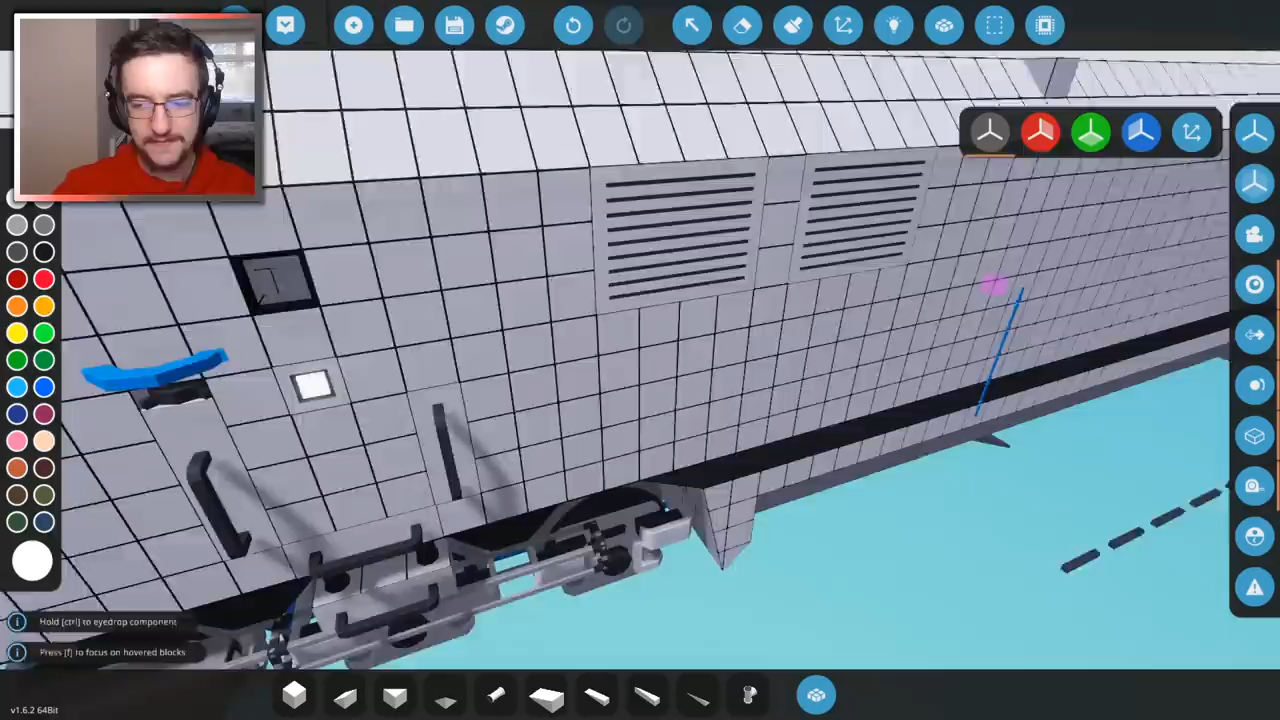 Hold [ctrl] to eyedrop component
Press [f] to focus on hovered blocks
v1.6.2 64Bit